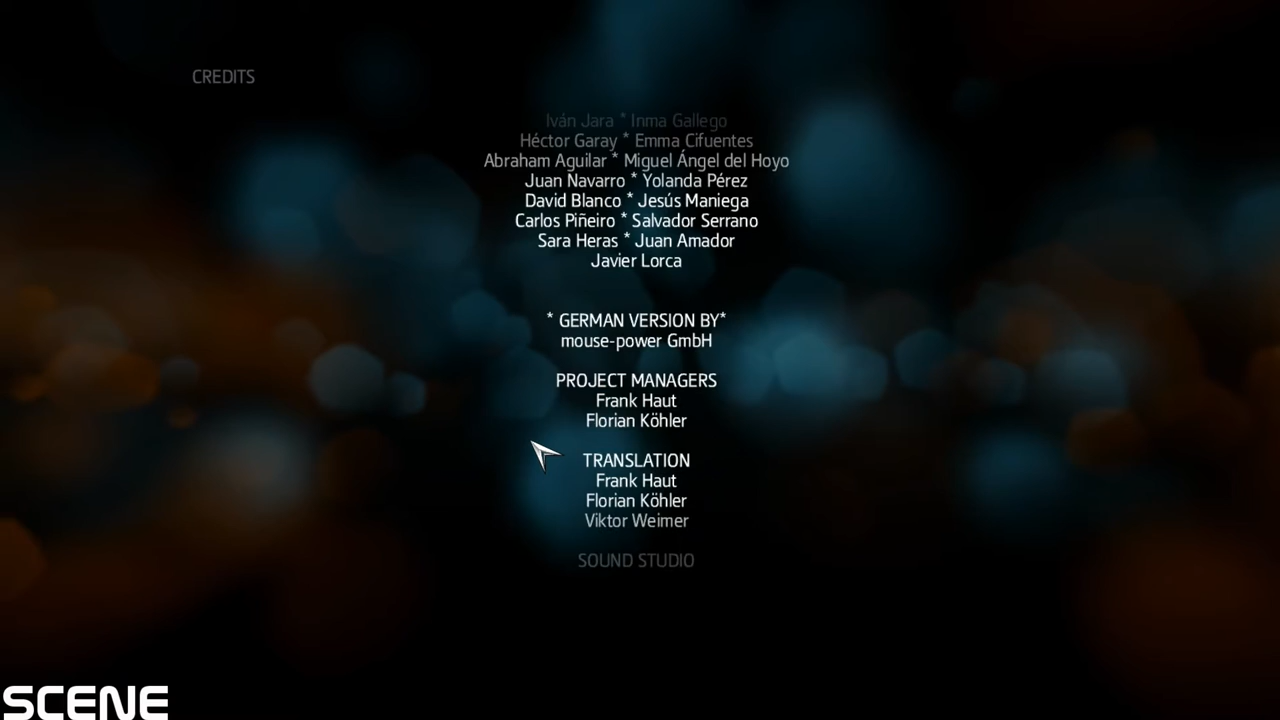 CREDITS
Iván Jara * Inma Gallego
Héctor Garay * Emma Cifuentes
Abraham Aguilar * Miguel Ángel del Hoyo
Juan Navarro * Yolanda Pérez
David Blanco * Jesús Maniega
Carlos Piñeiro * Salvador Serrano
Sara Heras * Juan Amador
Javier Lorca
* GERMAN VERSION BY*
mouse-power GmbH
PROJECT MANAGERS
Frank Haut
Florian Köhler
TRANSLATION
Frank Haut
Florian Köhler
Viktor Weimer
SOUND STUDIO
SCENE